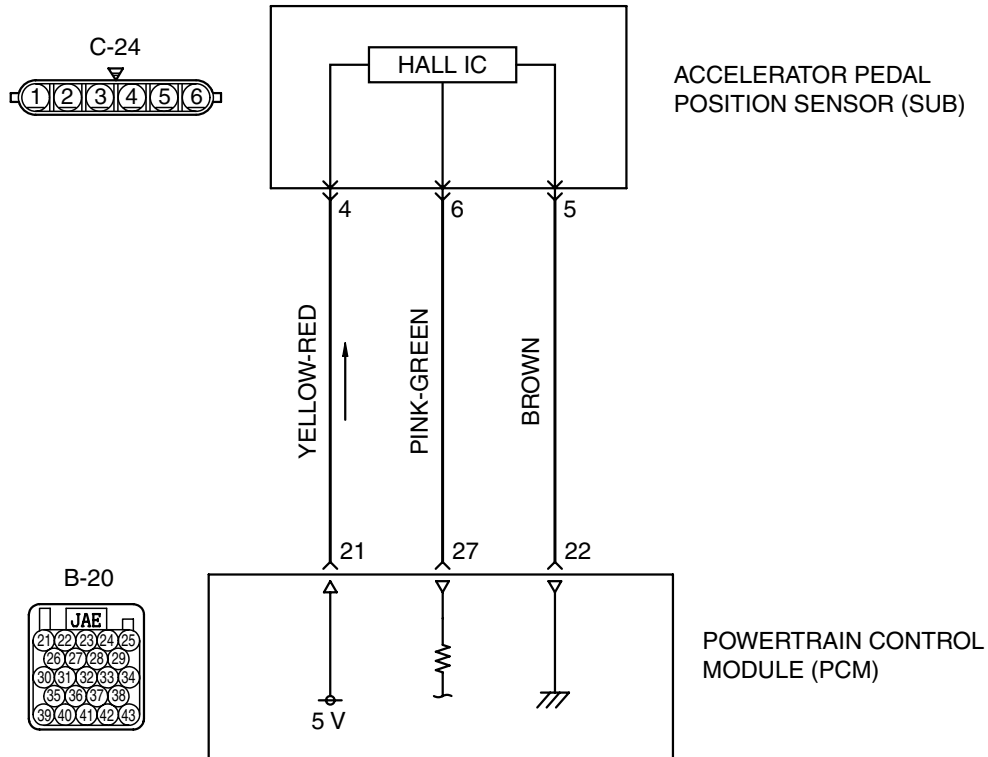 C-24
1 2 3 4 5 6
HALL IC
ACCELERATOR PEDAL
POSITION SENSOR (SUB)
4 6 5
YELLOW-RED
PINK-GREEN
BROWN
21 27 22
B-20
JAE
21 22 23 24 25
26 27 28 29
30 31 32 33 34
35 36 37 38
39 40 41 42 43
5 V
POWERTRAIN CONTROL
MODULE (PCM)